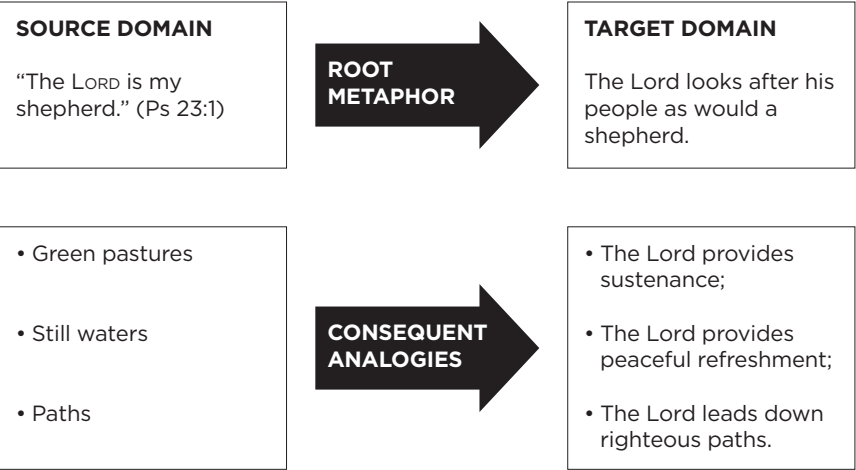 SOURCE DOMAIN
“The LORD is my
shepherd.” (Ps 23:1)
ROOT
METAPHOR
TARGET DOMAIN
The Lord looks after his
people as would a
shepherd.
• Green pastures
• Still waters
• Paths
CONSEQUENT
ANALOGIES
• The Lord provides
sustenance;
• The Lord provides
peaceful refreshment;
• The Lord leads down
righteous paths.